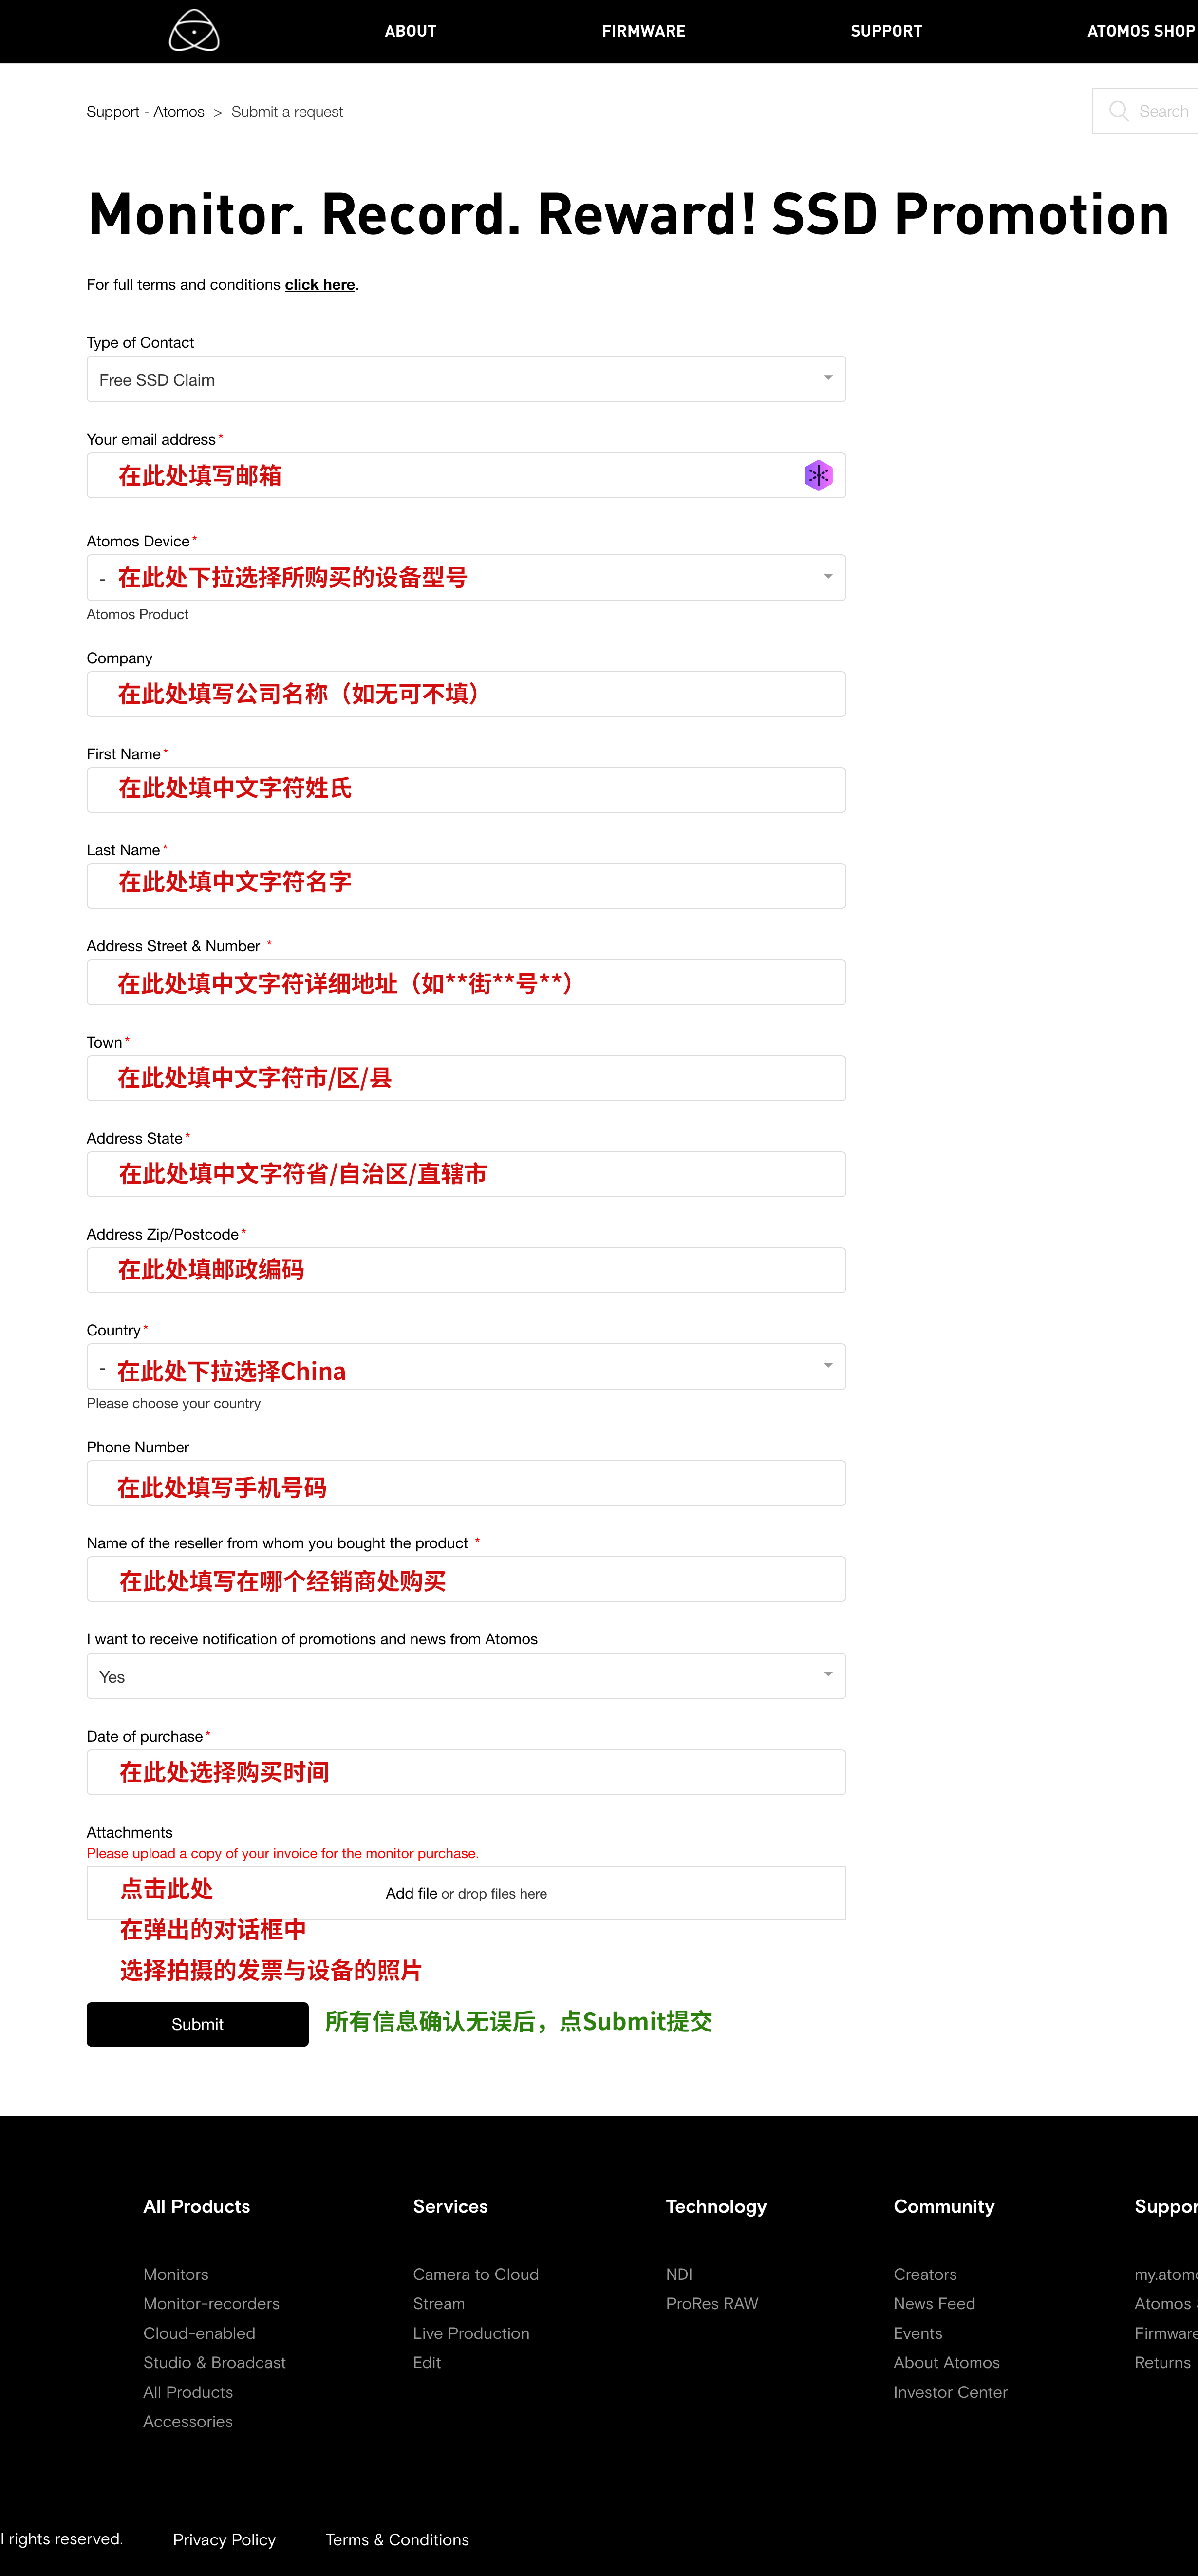 ABOUT
FIRMWARE
SUPPORT
ATOMOS SHOP
Support - Atomos > Submit a request
Search
Monitor. Record. Reward! SSD Promotion
For full terms and conditions click here.
Type of Contact
Free SSD Claim
Your email address*
在此处填写邮箱
Atomos Device*
- 在此处下拉选择所购买的设备型号
Atomos Product
Company
在此处填写公司名称（如无可不填）
First Name*
在此处填中文字符姓氏
Last Name*
在此处填中文字符名字
Address Street & Number *
在此处填中文字符详细地址（如**街**号**）
Town*
在此处填中文字符市/区/县
Address State*
在此处填中文字符省/自治区/直辖市
Address Zip/Postcode*
在此处填邮政编码
Country*
- 在此处下拉选择China
Please choose your country
Phone Number
在此处填写手机号码
Name of the reseller from whom you bought the product *
在此处填写在哪个经销商处购买
I want to receive notification of promotions and news from Atomos
Yes
Date of purchase*
在此处选择购买时间
Attachments
Please upload a copy of your invoice for the monitor purchase.
点击此处
Add file or drop files here
在弹出的对话框中
选择拍摄的发票与设备的照片
Submit
所有信息确认无误后，点Submit提交
All Products
Services
Technology
Community
Suppor
Monitors
Camera to Cloud
NDI
Creators
my.atomo
Monitor-recorders
Stream
ProRes RAW
News Feed
Atomos S
Cloud-enabled
Live Production
Events
Firmware
Studio & Broadcast
Edit
About Atomos
Returns
All Products
Investor Center
Accessories
l rights reserved.
Privacy Policy
Terms & Conditions